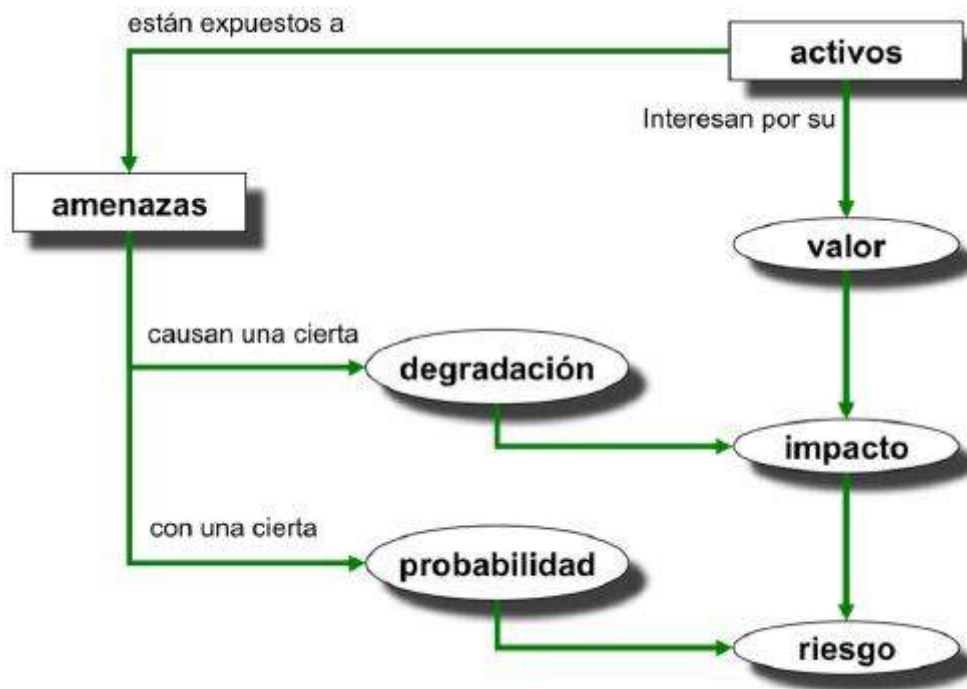 están expuestos a
activos
Interesan por su
amenazas
valor
causan una cierta
degradación
impacto
con una cierta
probabilidad
riesgo